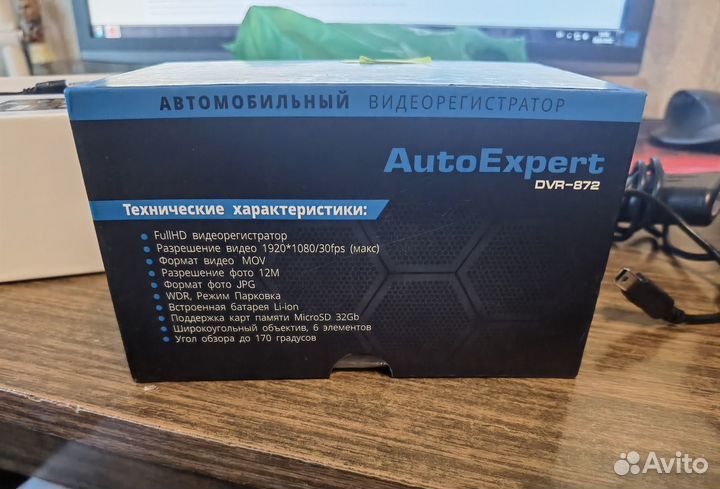 АВТОМОБИЛЬНЫЙ ВИДЕОРЕГИСТРАТОР
AutoExpert
DVR-872
Технические характеристики:
FullHD видеорегистратор
Разрешение видео 1920*1080/30fps (макс)
Формат видео MOV
Разрешение фото 12M
Формат фото JPG
WDR, Режим Парковка
Встроенная батарея Li-ion
Поддержка карт памяти MicroSD 32Gb
Широкоугольный объектив, 6 элементов
Угол обзора до 170 градусов
Avito